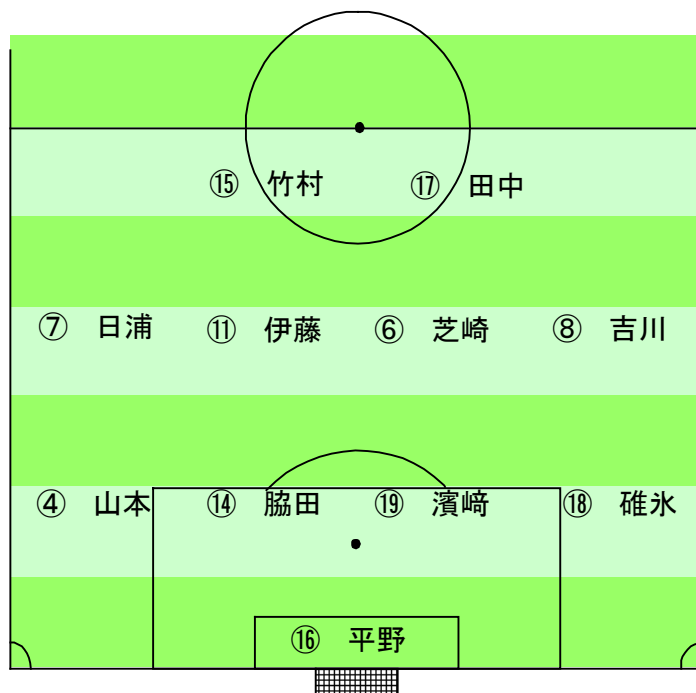 ⑮ 竹村 ⑰ 田中
⑦ 日浦 ⑪ 伊藤 ⑥ 芝崎 ⑧ 吉川
④ 山本 ⑭ 脇田 ⑲ 濱﨑 ⑱ 碓氷
⑯ 平野